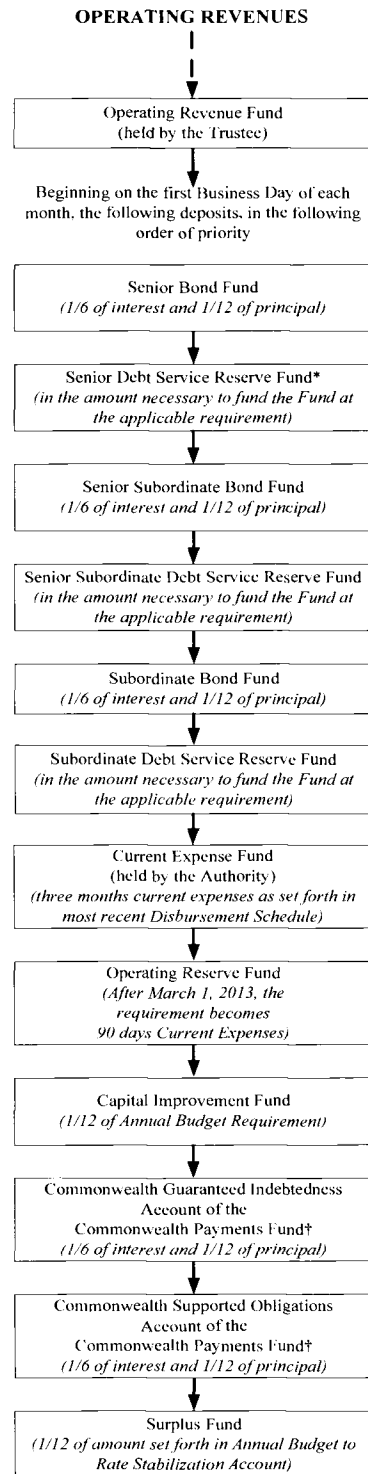 OPERATING REVENUES
Operating Revenue Fund
(held by the Trustee)
Beginning on the first Business Day of each
month, the following deposits, in the following
order of priority
Senior Bond Fund
(1/6 of interest and 1/12 of principal)
Senior Debt Service Reserve Fund*
(in the amount necessary to fund the Fund at
the applicable requirement)
Senior Subordinate Bond Fund
(1/6 of interest and 1/12 of principal)
Senior Subordinate Debt Service Reserve Fund
(in the amount necessary to fund the Fund at
the applicable requirement)
Subordinate Bond Fund
(1/6 of interest and 1/12 of principal)
Subordinate Debt Service Reserve Fund
(in the amount necessary to fund the Fund at
the applicable requirement)
Current Expense Fund
(held by the Authority)
(three months current expenses as set forth in
most recent Disbursement Schedule)
Operating Reserve Fund
(After March 1, 2013, the
requirement becomes
90 days Current Expenses)
Capital Improvement Fund
(1/12 of Annual Budget Requirement)
Commonwealth Guaranteed Indebtedness
Account of the
Commonwealth Payments Fund†
(1/6 of interest and 1/12 of principal)
Commonwealth Supported Obligations
Account of the
Commonwealth Payments Fund†
(1/6 of interest and 1/12 of principal)
Surplus Fund
(1/12 of amount set forth in Annual Budget to
Rate Stabilization Account)